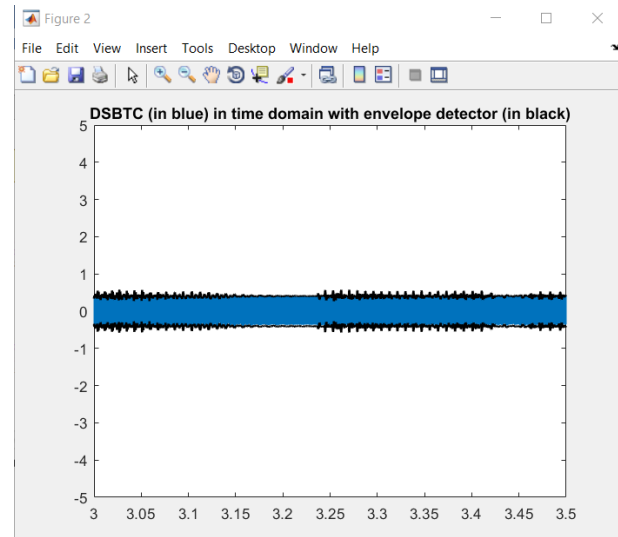 Figure 2
File Edit View Insert Tools Desktop Window Help
DSBTC (in blue) in time domain with envelope detector (in black)
5
4
3
2
1
0
-1
-2
-3
-4
-5
3 3.05 3.1 3.15 3.2 3.25 3.3 3.35 3.4 3.45 3.5